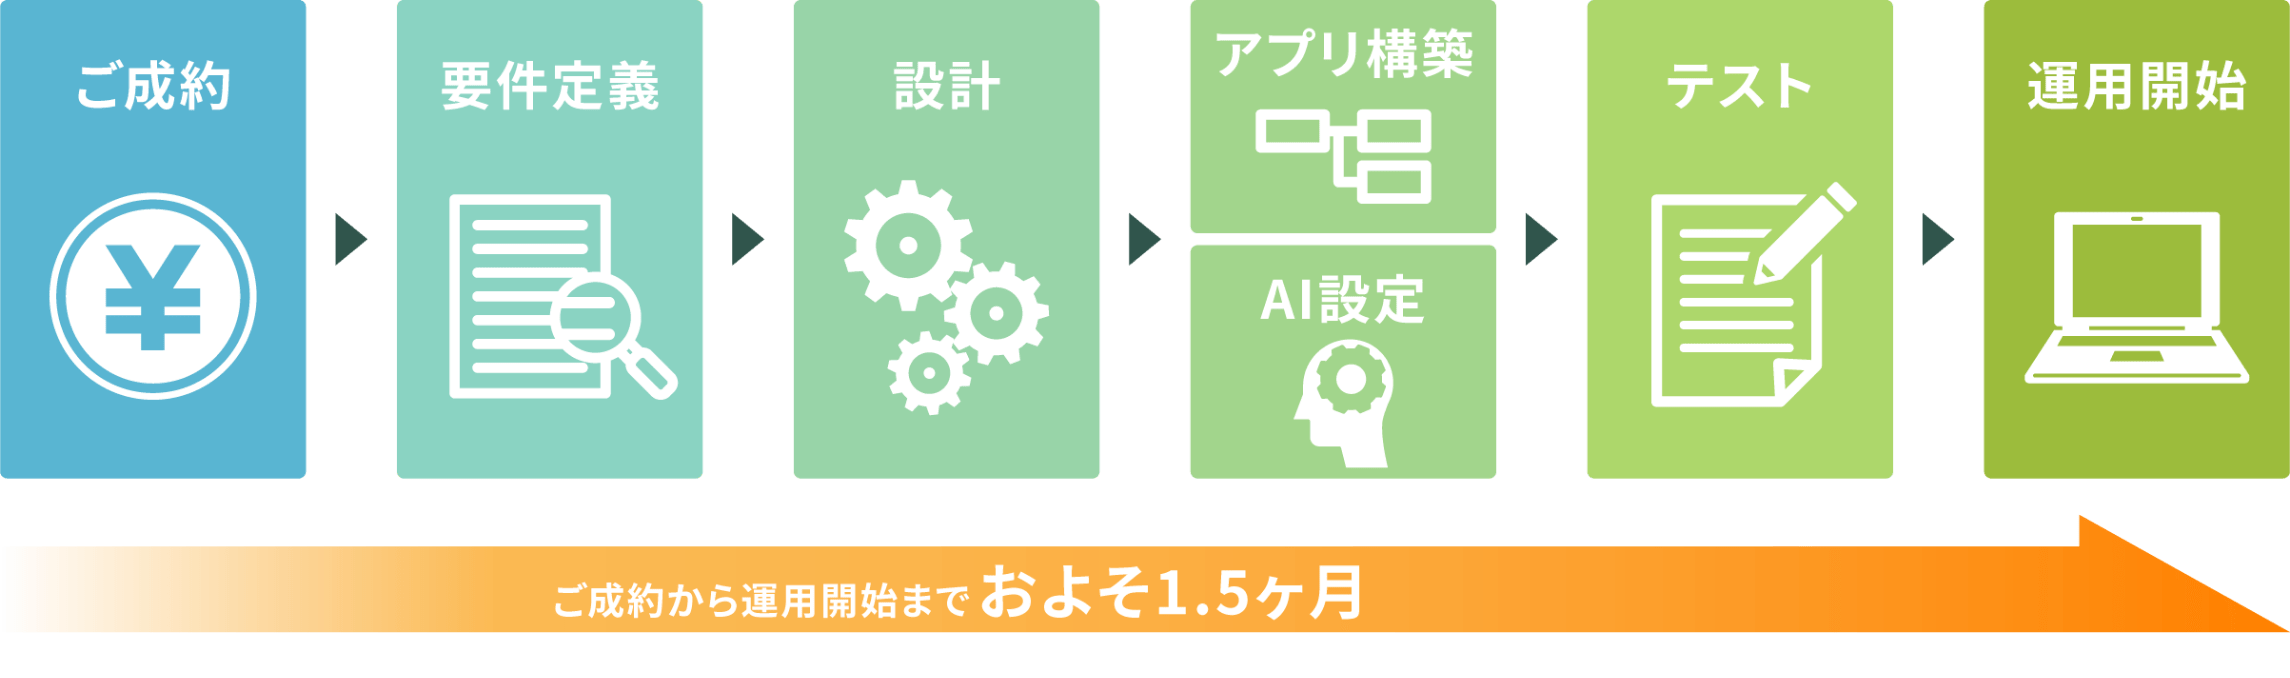 ご成約
要件定義
設計
アプリ構築
AI設定
テスト
運用開始
¥
ご成約から運用開始まで およそ1.5ヶ月